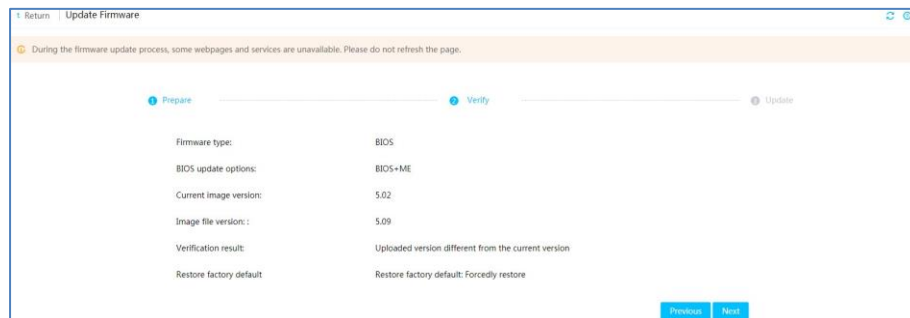 Return | Update Firmware
During the firmware update process, some webpages and services are unavailable. Please do not refresh the page.
1 Prepare 2 Verify 3 Update
Firmware type: BIOS
BIOS update options: BIOS+ME
Current image version: 5.02
Image file version: : 5.09
Verification result: Uploaded version different from the current version
Restore factory default Restore factory default: Forcedly restore
Previous Next